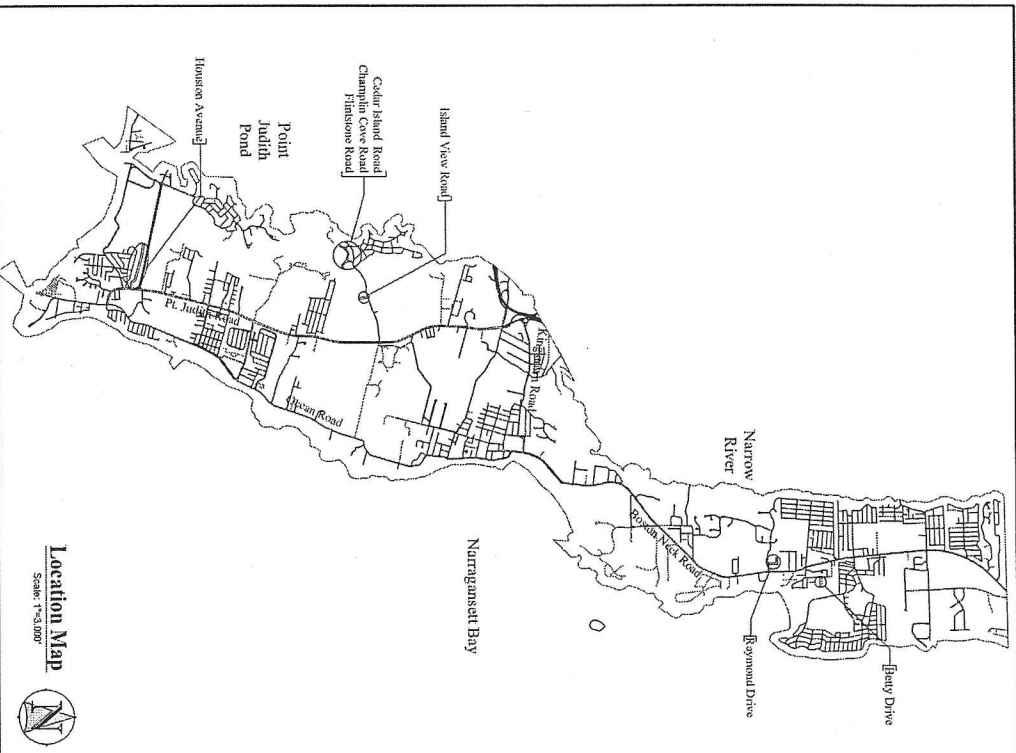 Houston Avenue
Point
Judith
Pond
Cedar Island Road
Champlin Cove Road
Flintstone Road
Island View Road
Pt. Judith Road
Ocean Road
Kingstown Road
Narrow
River
Boston Neck Road
Narragansett Bay
Raymond Drive
Betty Drive
Location Map
Scale: 1"=3,000'
N